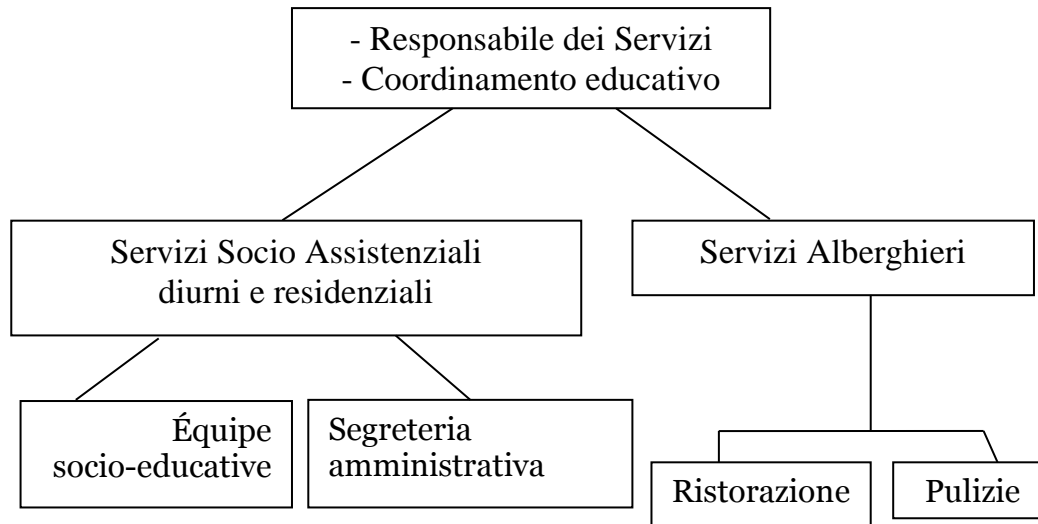 - Responsabile dei Servizi
- Coordinamento educativo
Servizi Socio Assistenziali
diurni e residenziali
Servizi Alberghieri
Équipe
socio-educative
Segreteria
amministrativa
Ristorazione
Pulizie